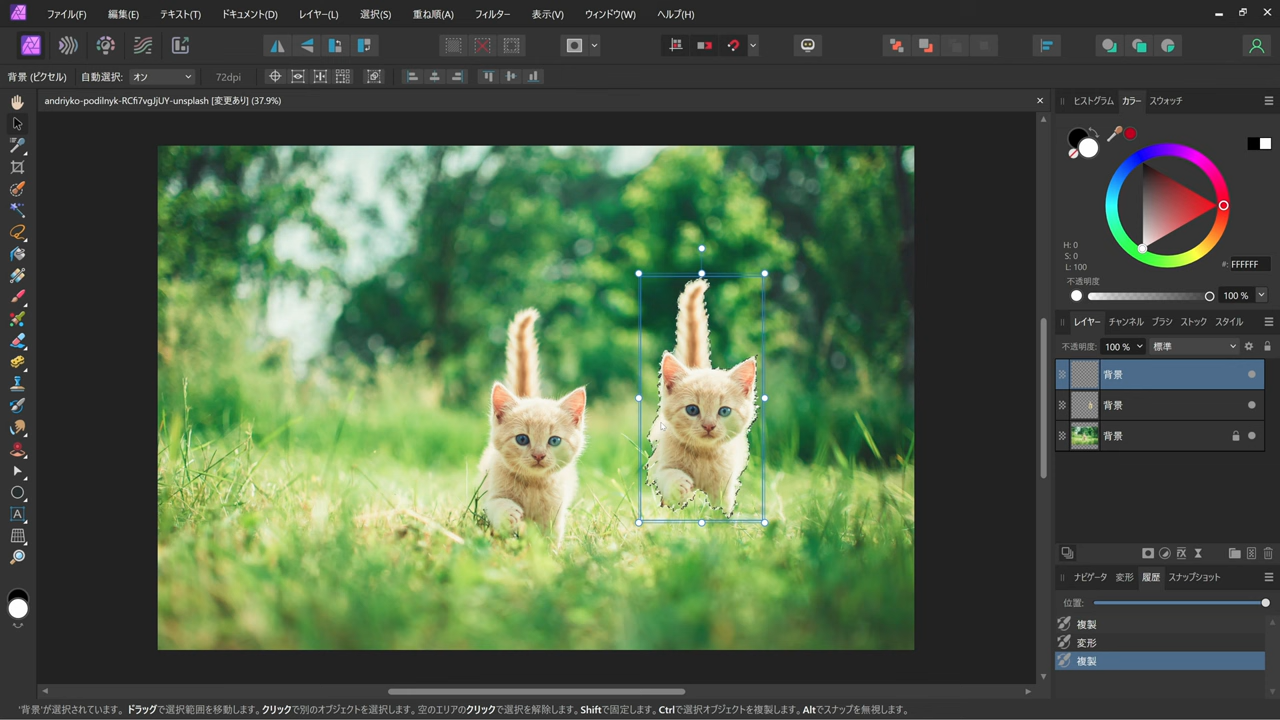 ファイル(F) 編集(E) テキスト(T) ドキュメント(D) レイヤー(L) 選択(S) 重ね順(A) フィルター 表示(V) ウィンドウ(W) ヘルプ(H)
背景 (ピクセル) 自動選択: オン 72dpi
andriyko-podilnyk-RCfi7vgJjUY-unsplash [変更あり] (37.9%)
ヒストグラム カラー スウォッチ
H: 0
S: 0
L: 100
#: FFFFFF
不透明度
100 %
レイヤー チャンネル ブラシ ストック スタイル
不透明度: 100 % 標準
背景
背景
背景
ナビゲータ 変形 履歴 スナップショット
位置:
複製
変形
複製
'背景'が選択されています。 ドラッグで選択範囲を移動します。クリックで別のオブジェクトを選択します。空のエリアのクリックで選択を解除します。Shiftで固定します。Ctrlで選択オブジェクトを複製します。Altでスナップを無視します。